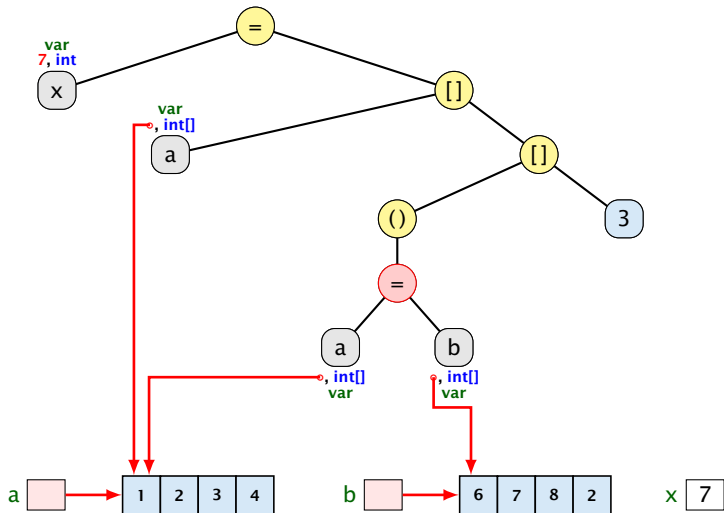 =
var
7, int
x
[]
var
, int[]
a
[]
()
3
=
a
b
, int[]
var
, int[]
var
a
1 2 3 4
b
6 7 8 2
x 7